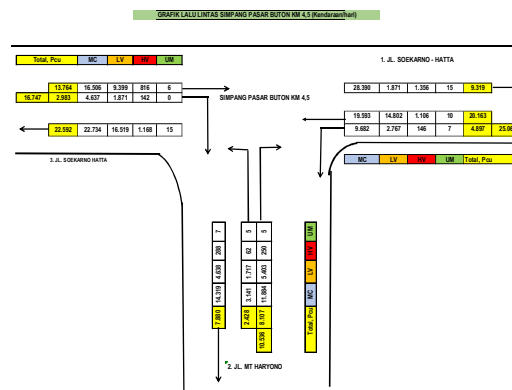 GRAFIK LALU LINTAS SIMPANG PASAR BUTON KM 4,5 (Kendaraan/hari)
Total, Pcu MC LV HV UM
13.764 16.506 9.399 816 6
16.747 2.983 4.637 1.871 142 0
22.592 22.734 16.519 1.168 15
3. JL. SOEKARNO HATTA
SIMPANG PASAR BUTON KM 4,5
1. JL. SOEKARNO - HATTA
28.390 1.871 1.356 15 9.319
19.593 14.802 1.106 10 20.163
9.682 2.767 146 7 4.897 25.06
MC LV HV UM Total, Pcu
7 5 5 UM
288 62 250 HV
4.638 1.717 5.403 LV
14.319 3.141 11.884 MC
7.880 2.428 8.107 Total, Pcu
10.536
2. JL. MT HARYONO